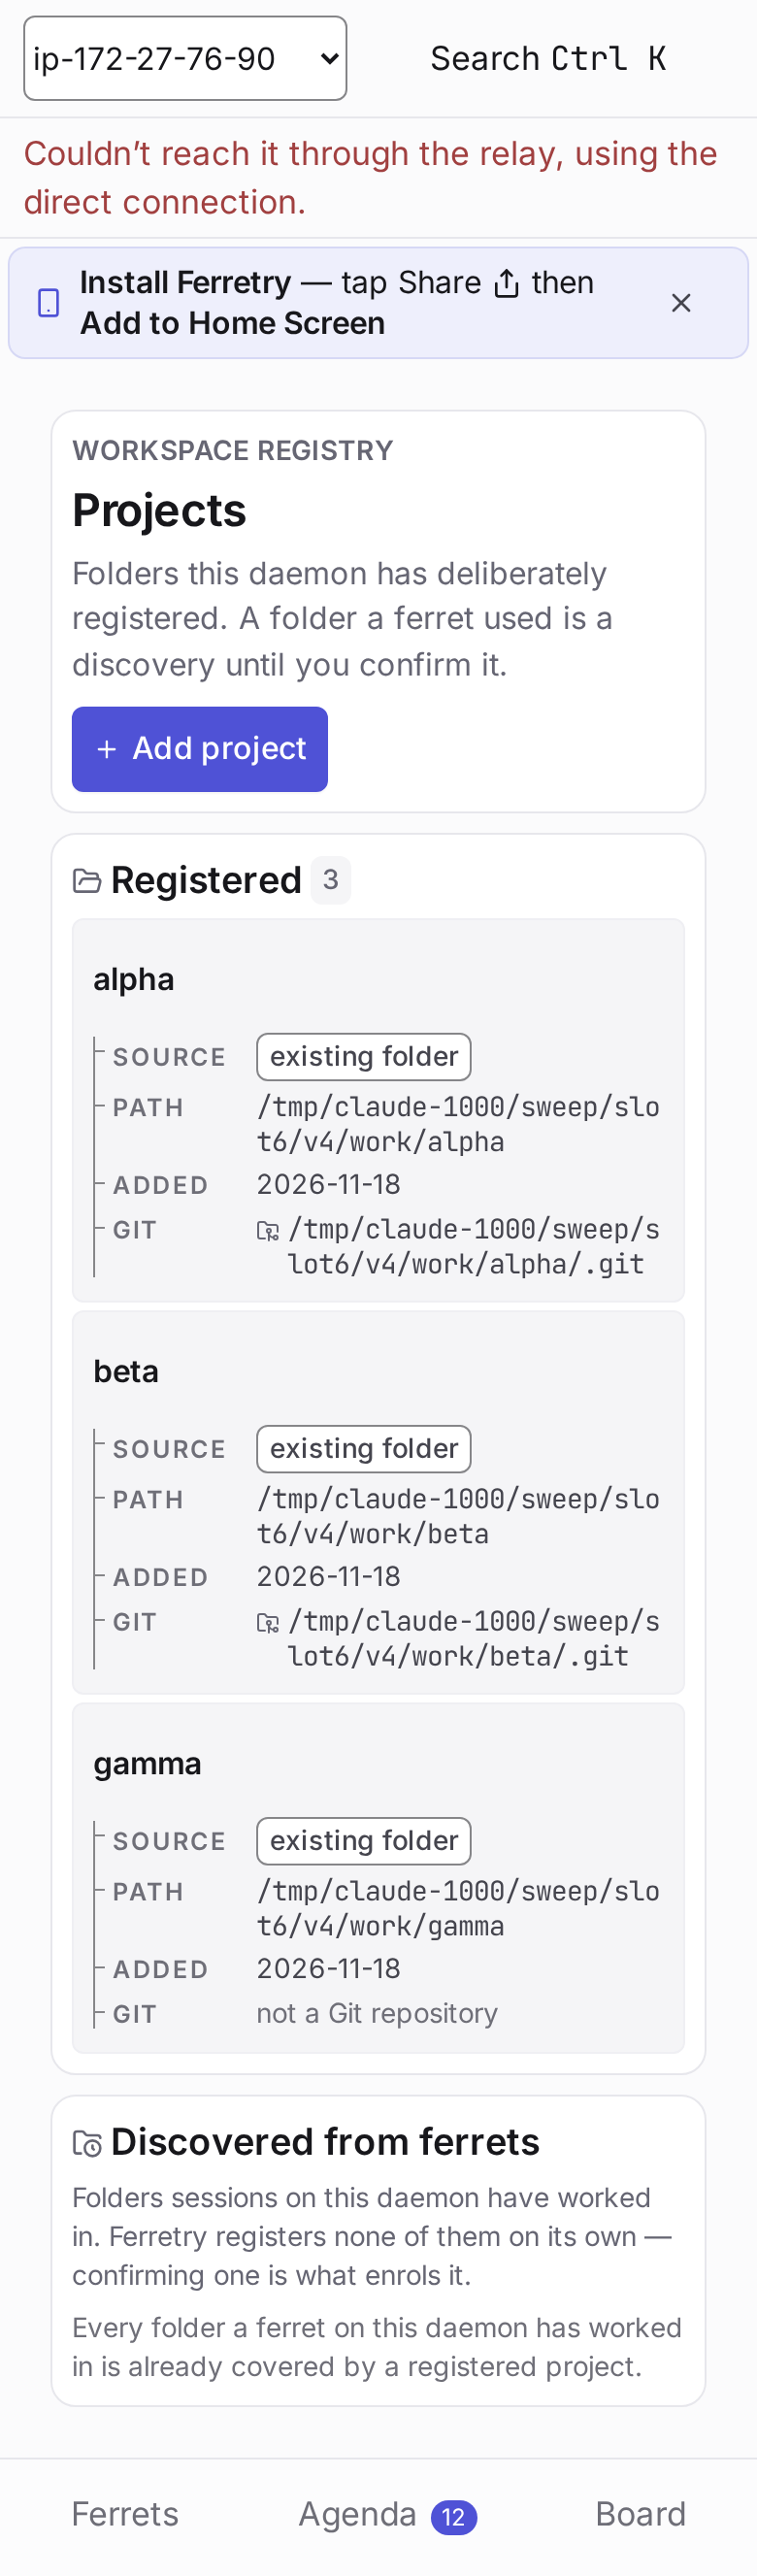 ip-172-27-76-90
Search Ctrl K
Couldn’t reach it through the relay, using the
direct connection.
Install Ferretry — tap Share then
Add to Home Screen
WORKSPACE REGISTRY
Projects
Folders this daemon has deliberately
registered. A folder a ferret used is a
discovery until you confirm it.
+ Add project
Registered 3
alpha
SOURCE existing folder
PATH /tmp/claude-1000/sweep/slo
t6/v4/work/alpha
ADDED 2026-11-18
GIT /tmp/claude-1000/sweep/s
lot6/v4/work/alpha/.git
beta
SOURCE existing folder
PATH /tmp/claude-1000/sweep/slo
t6/v4/work/beta
ADDED 2026-11-18
GIT /tmp/claude-1000/sweep/s
lot6/v4/work/beta/.git
gamma
SOURCE existing folder
PATH /tmp/claude-1000/sweep/slo
t6/v4/work/gamma
ADDED 2026-11-18
GIT not a Git repository
Discovered from ferrets
Folders sessions on this daemon have worked
in. Ferretry registers none of them on its own —
confirming one is what enrols it.
Every folder a ferret on this daemon has worked
in is already covered by a registered project.
Ferrets Agenda 12 Board